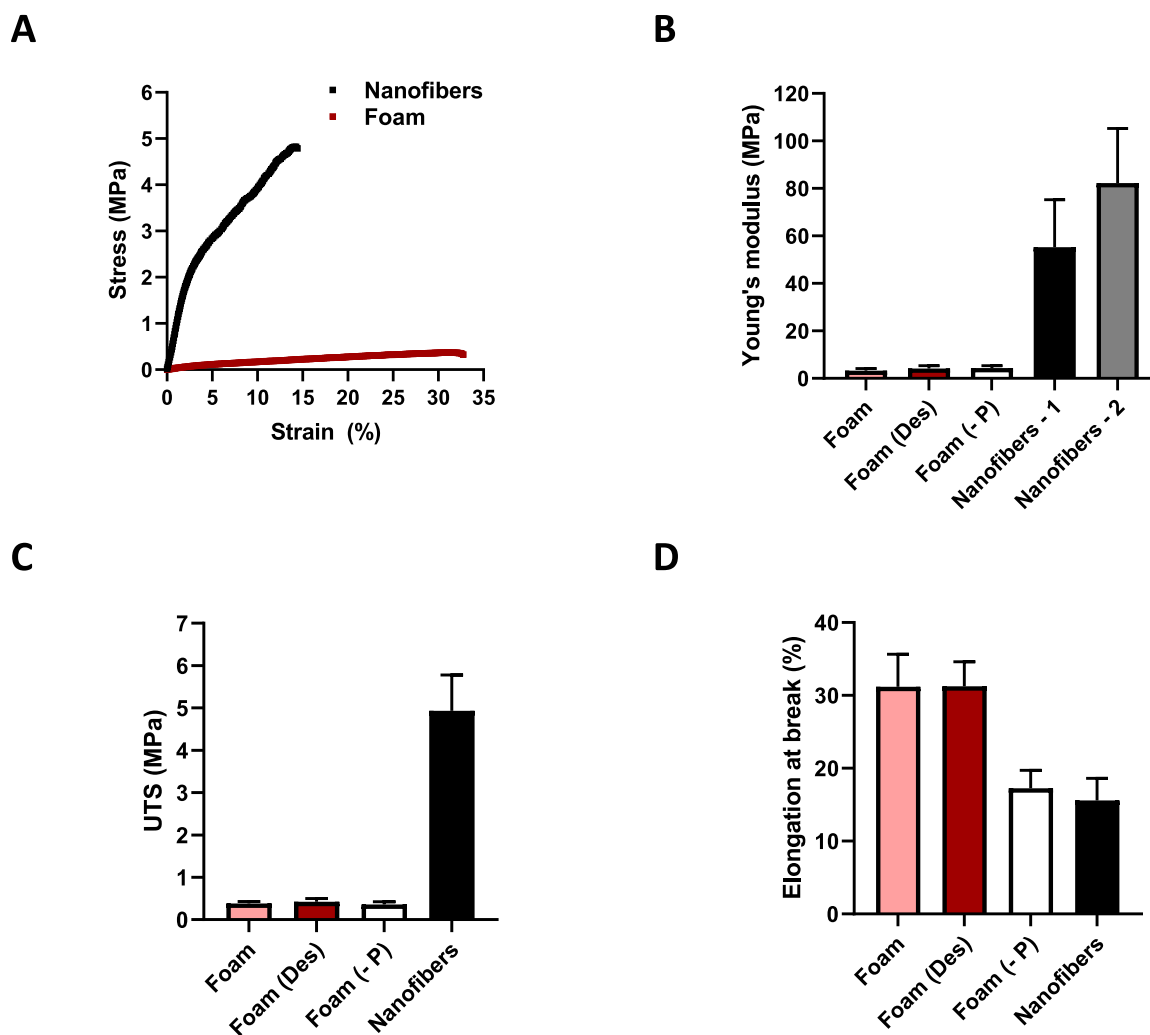 A
Nanofibers
Foam
Stress (MPa)
6
5
4
3
2
1
0
0 5 10 15 20 25 30 35
Strain (%)
B
Young's modulus (MPa)
120
100
80
60
40
20
0
Foam
Foam (Des)
Foam (- P)
Nanofibers - 1
Nanofibers - 2
C
UTS (MPa)
7
6
5
4
3
2
1
0
Foam
Foam (Des)
Foam (- P)
Nanofibers
D
Elongation at break (%)
40
30
20
10
0
Foam
Foam (Des)
Foam (- P)
Nanofibers